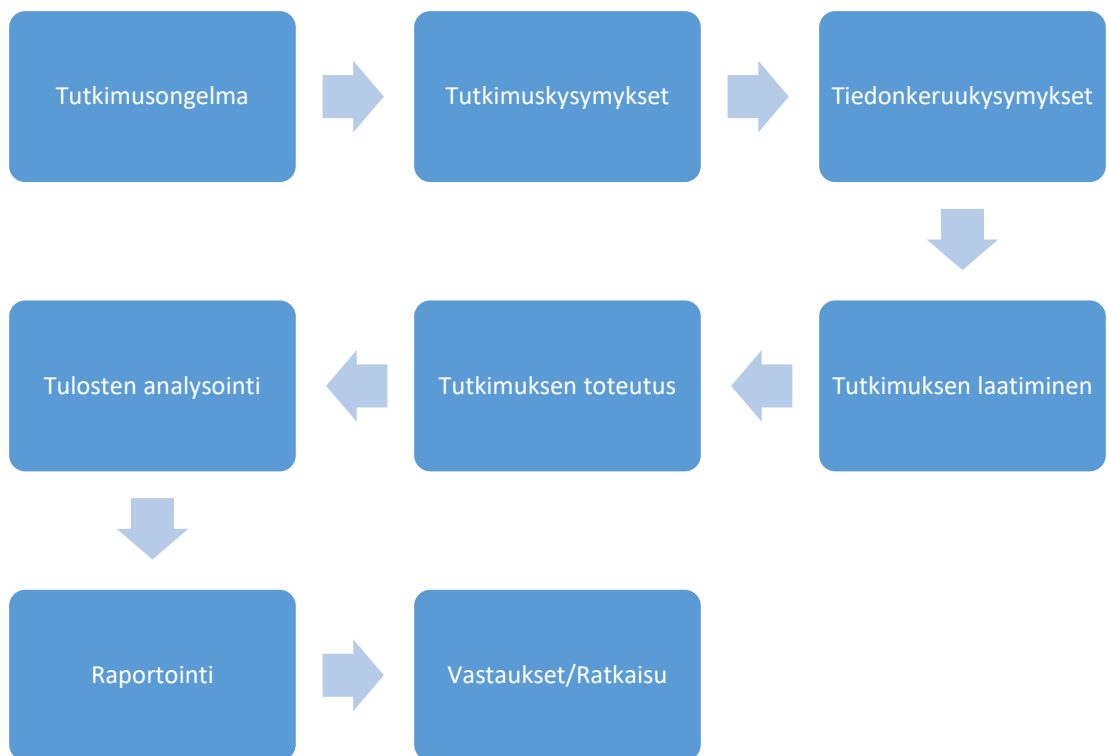 Tutkimusongelma
Tutkimuskysymykset
Tiedonkeruukysymykset
Tutkimuksen laatiminen
Tutkimuksen toteutus
Tulosten analysointi
Raportointi
Vastaukset/Ratkaisu